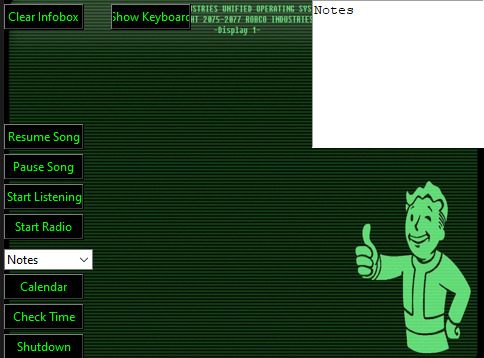 Clear Infobox
Show Keyboard
USTRIES UNIFIED OPERATING SYS
HT 2075-2077 ROBCO INDUSTRIES
-Display 1-
Notes
Resume Song
Pause Song
Start Listening
Start Radio
Notes
Calendar
Check Time
Shutdown